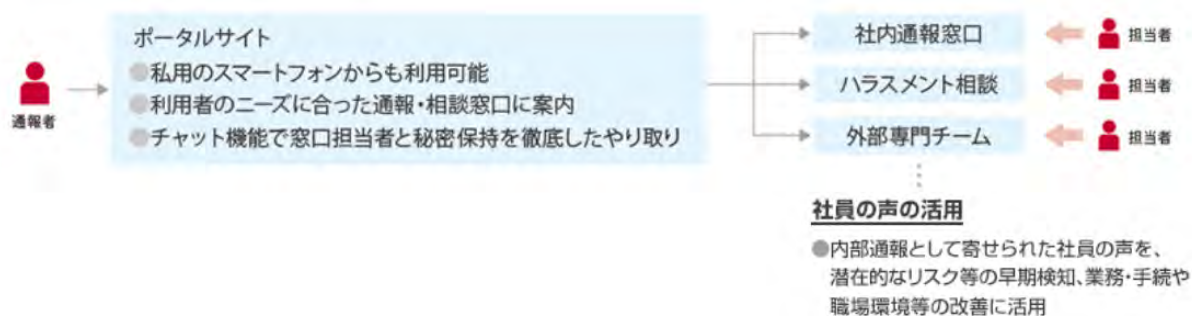 通報者
ポータルサイト
●私用のスマートフォンからも利用可能
●利用者のニーズに合った通報・相談窓口に案内
●チャット機能で窓口担当者と秘密保持を徹底したやり取り
社内通報窓口
担当者
ハラスメント相談
担当者
外部専門チーム
担当者
社員の声の活用
●内部通報として寄せられた社員の声を、
潜在的なリスク等の早期検知、業務・手続や
職場環境等の改善に活用